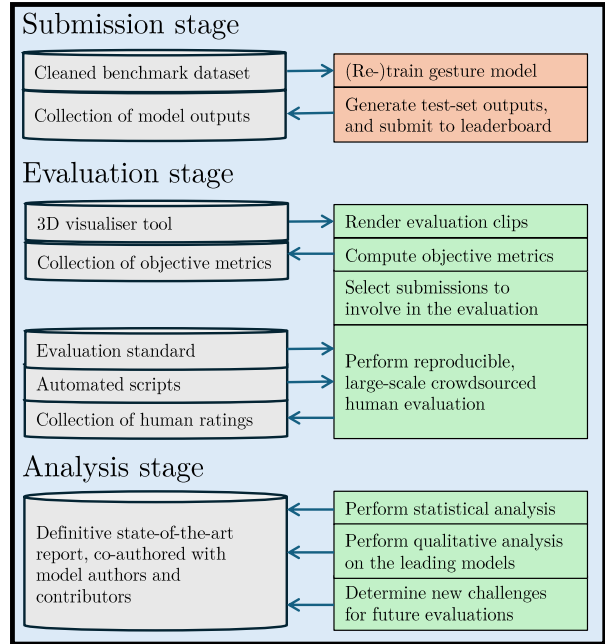 Submission stage
Cleaned benchmark dataset
(Re-)train gesture model
Collection of model outputs
Generate test-set outputs,
and submit to leaderboard
Evaluation stage
3D visualiser tool
Render evaluation clips
Collection of objective metrics
Compute objective metrics
Select submissions to
involve in the evaluation
Evaluation standard
Automated scripts
Collection of human ratings
Perform reproducible,
large-scale crowdsourced
human evaluation
Analysis stage
Definitive state-of-the-art
report, co-authored with
model authors and
contributors
Perform statistical analysis
Perform qualitative analysis
on the leading models
Determine new challenges
for future evaluations